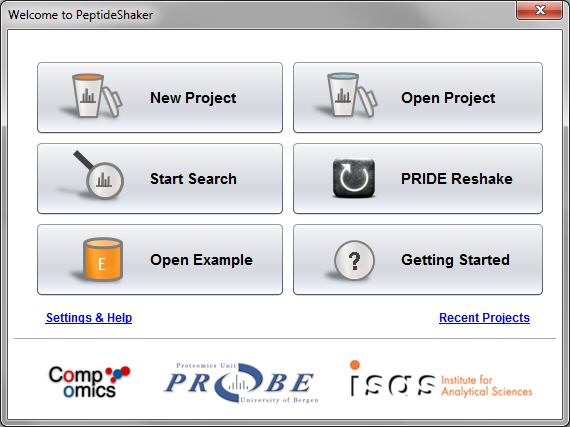 Welcome to PeptideShaker
New Project
Open Project
Start Search
PRIDE Reshake
E
Open Example
?
Getting Started
Settings & Help
Recent Projects
Comp
omics
Proteomics Unit
PROBE
University of Bergen
isas
Institute for
Analytical Sciences